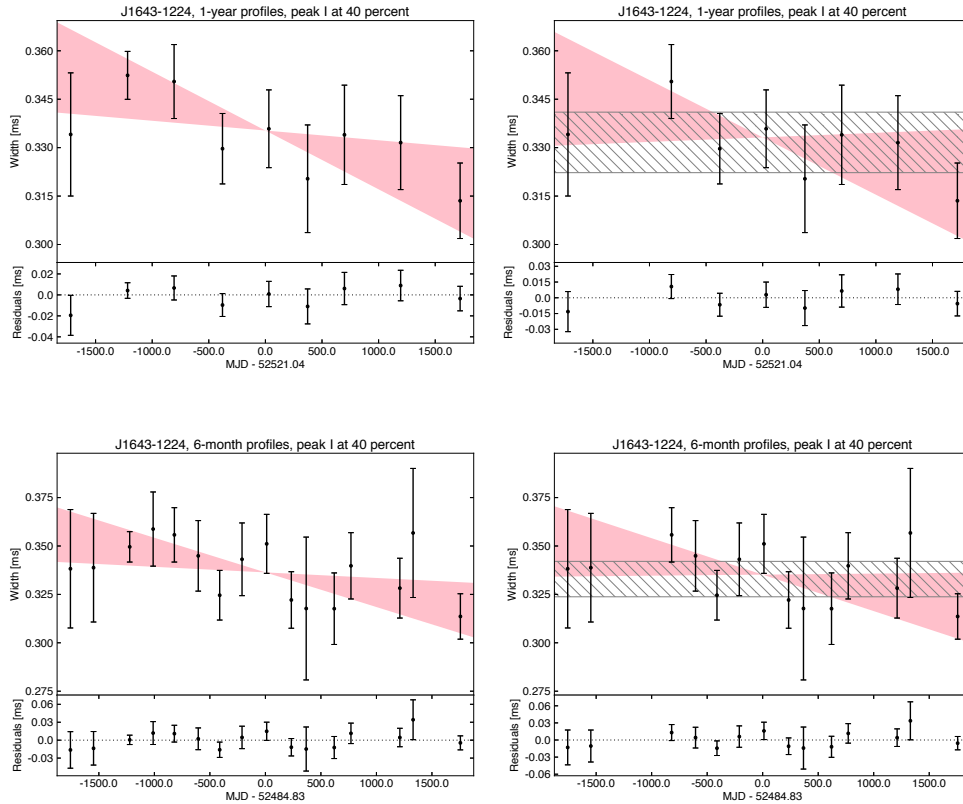 J1643-1224, 1-year profiles, peak I at 40 percent
0.360
0.345
0.330
0.315
0.300
Width [ms]
0.02
0.0
-0.02
-0.04
Residuals [ms]
-1500.0 -1000.0 -500.0 0.0 500.0 1000.0 1500.0
MJD - 52521.04
J1643-1224, 1-year profiles, peak I at 40 percent
0.360
0.345
0.330
0.315
0.300
Width [ms]
0.03
0.015
0.0
-0.015
-0.03
Residuals [ms]
-1500.0 -1000.0 -500.0 0.0 500.0 1000.0 1500.0
MJD - 52521.04
J1643-1224, 6-month profiles, peak I at 40 percent
0.375
0.350
0.325
0.300
0.275
Width [ms]
0.06
0.03
0.0
-0.03
Residuals [ms]
-1500.0 -1000.0 -500.0 0.0 500.0 1000.0 1500.0
MJD - 52484.83
J1643-1224, 6-month profiles, peak I at 40 percent
0.375
0.350
0.325
0.300
0.275
Width [ms]
0.06
0.03
0.0
-0.03
-0.06
Residuals [ms]
-1500.0 -1000.0 -500.0 0.0 500.0 1000.0 1500.0
MJD - 52484.83